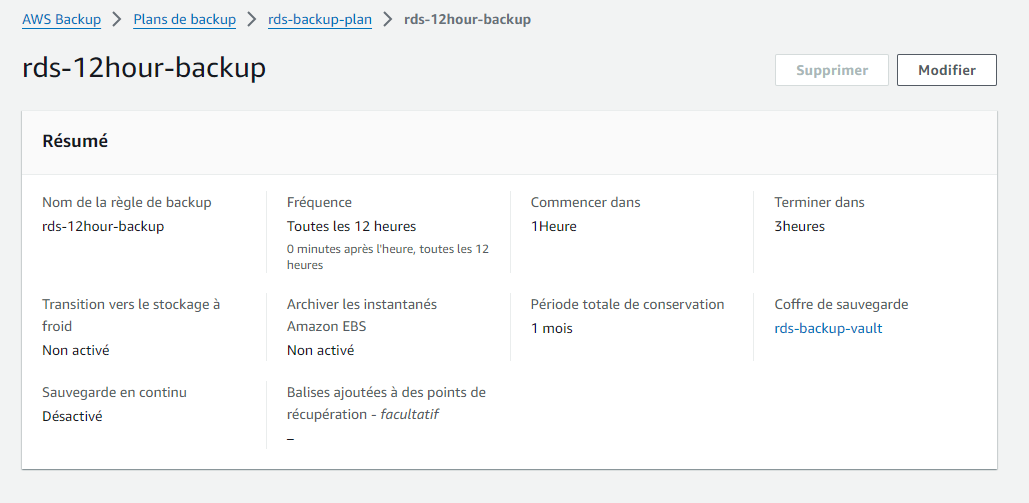 AWS Backup > Plans de backup > rds-backup-plan > rds-12hour-backup
rds-12hour-backup
Supprimer
Modifier
Résumé
Nom de la règle de backup
rds-12hour-backup
Fréquence
Toutes les 12 heures
0 minutes après l'heure, toutes les 12
heures
Commencer dans
1Heure
Terminer dans
3heures
Transition vers le stockage à
froid
Non activé
Archiver les instantanés
Amazon EBS
Non activé
Période totale de conservation
1 mois
Coffre de sauvegarde
rds-backup-vault
Sauvegarde en continu
Désactivé
Balises ajoutées à des points de
récupération - facultatif
–